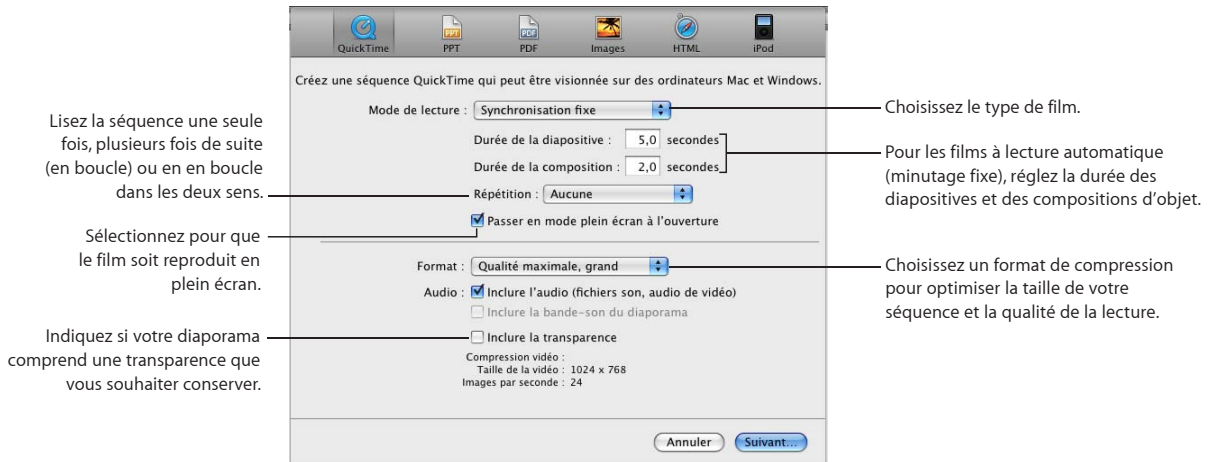 QuickTime
PPT
PDF
Images
HTML
iPod
Créez une séquence QuickTime qui peut être visionnée sur des ordinateurs Mac et Windows.
Mode de lecture : Synchronisation fixe
Durée de la diapositive : 5,0 secondes
Durée de la composition : 2,0 secondes
Répétition : Aucune
Passer en mode plein écran à l'ouverture
Format : Qualité maximale, grand
Audio : Inclure l'audio (fichiers son, audio de vidéo)
Inclure la bande-son du diaporama
Inclure la transparence
Compression vidéo :
Taille de la vidéo : 1024 x 768
Images par seconde : 24
Annuler
Suivant...
Lisez la séquence une seule
fois, plusieurs fois de suite
(en boucle) ou en en boucle
dans les deux sens.
Sélectionnez pour que
le film soit reproduit en
plein écran.
Indiquez si votre diaporama
comprend une transparence que
vous souhaiter conserver.
Choisissez le type de film.
Pour les films à lecture automatique
(minutage fixe), réglez la durée des
diapositives et des compositions d'objet.
Choisissez un format de compression
pour optimiser la taille de votre
séquence et la qualité de la lecture.